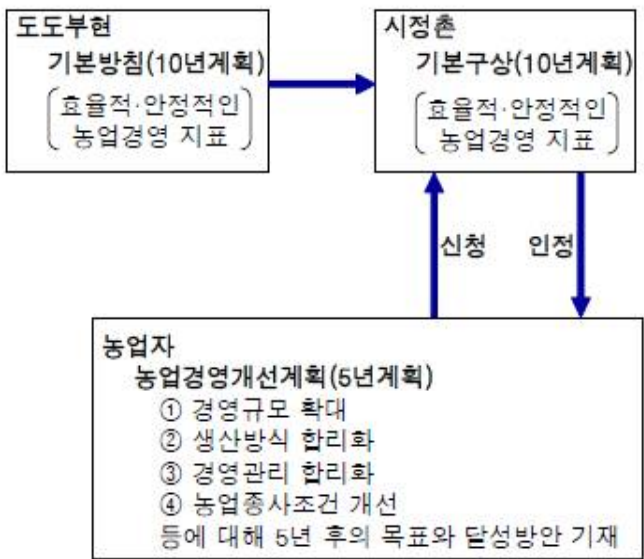 도도부현
기본방침(10년계획)
효율적·안정적인
농업경영 지표
시정촌
기본구상(10년계획)
효율적·안정적인
농업경영 지표
신청
인정
농업자
농업경영개선계획(5년계획)
① 경영규모 확대
② 생산방식 합리화
③ 경영관리 합리화
④ 농업종사조건 개선
등에 대해 5년 후의 목표와 달성방안 기재